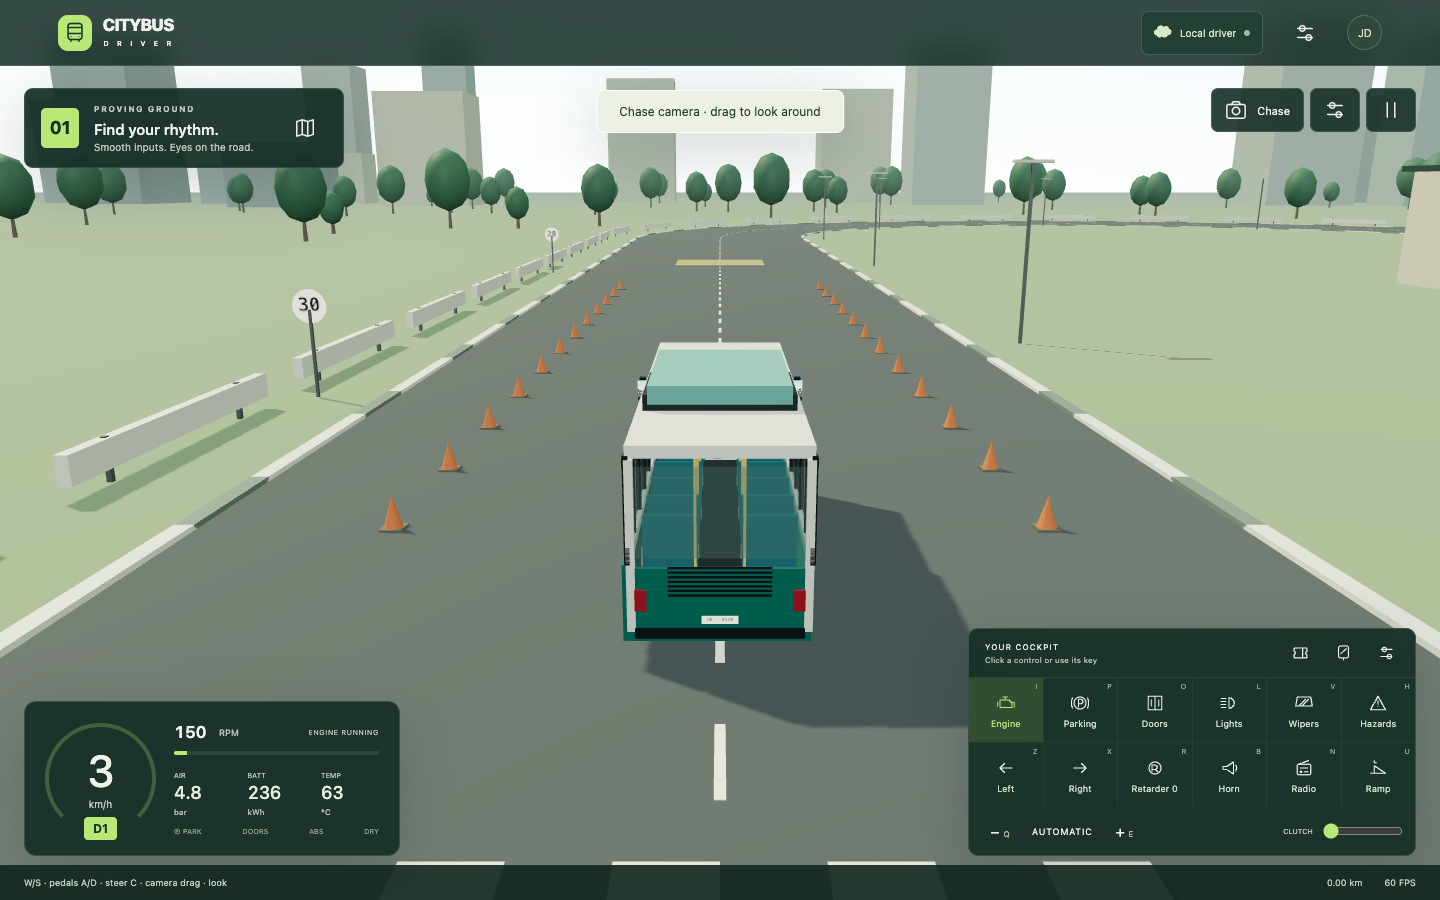 CITYBUS
DRIVER
Local driver
JD
01
PROVING GROUND
Find your rhythm.
Smooth inputs. Eyes on the road.
Chase camera · drag to look around
Chase
20
30
YOUR COCKPIT
Click a control or use its key
I
Engine
P
Parking
O
Doors
L
Lights
V
Wipers
H
Hazards
Z
Left
X
Right
R
Retarder 0
B
Horn
N
Radio
U
Ramp
Q
AUTOMATIC
E
CLUTCH
3
km/h
D1
150 RPM
ENGINE RUNNING
AIR
4.8
bar
BATT
236
kWh
TEMP
63
°C
Ⓟ PARK
DOORS
ABS
DRY
W/S · pedals A/D · steer C · camera drag · look
0.00 km
60 FPS